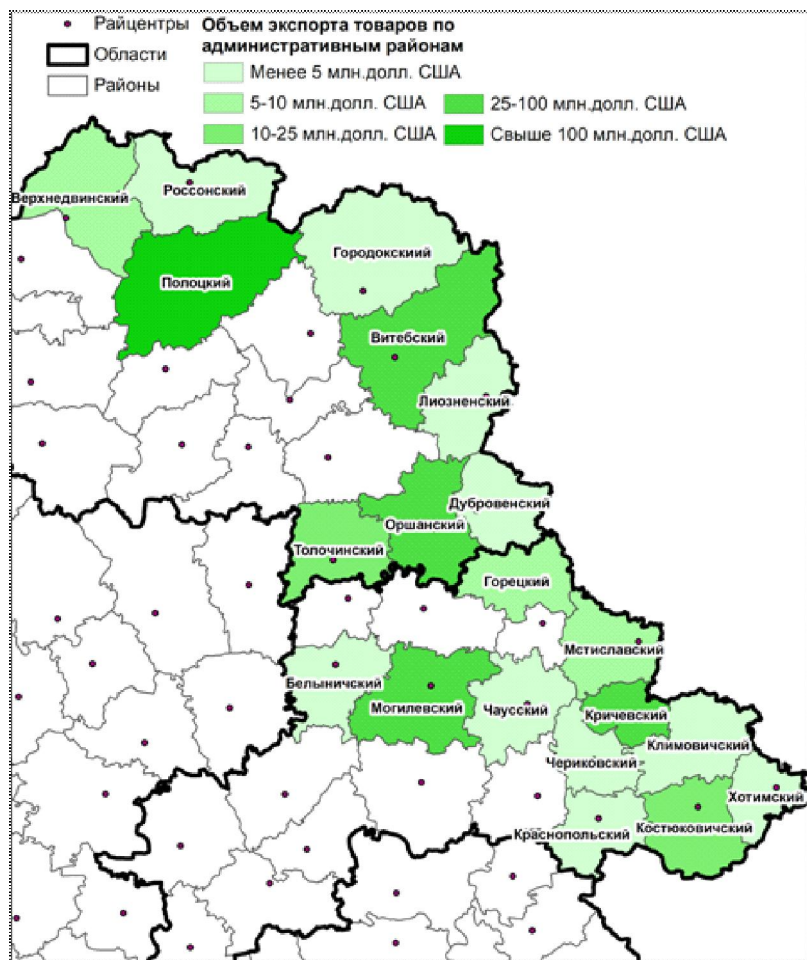 Райцентры
Области
Районы
Объем экспорта товаров по
административным районам
Менее 5 млн.долл. США
5-10 млн.долл. США
10-25 млн.долл. США
25-100 млн.долл. США
Свыше 100 млн.долл. США
Верхнедвинский
Россонский
Городокскиий
Полоцкий
Витебский
Лиозненский
Дубровенский
Оршанский
Толочинский
Горецкий
Мстиславский
Белыничский
Могилевский
Чаусский
Кричевский
Климовичский
Чериковский
Хотимский
Краснопольский
Костюковичский